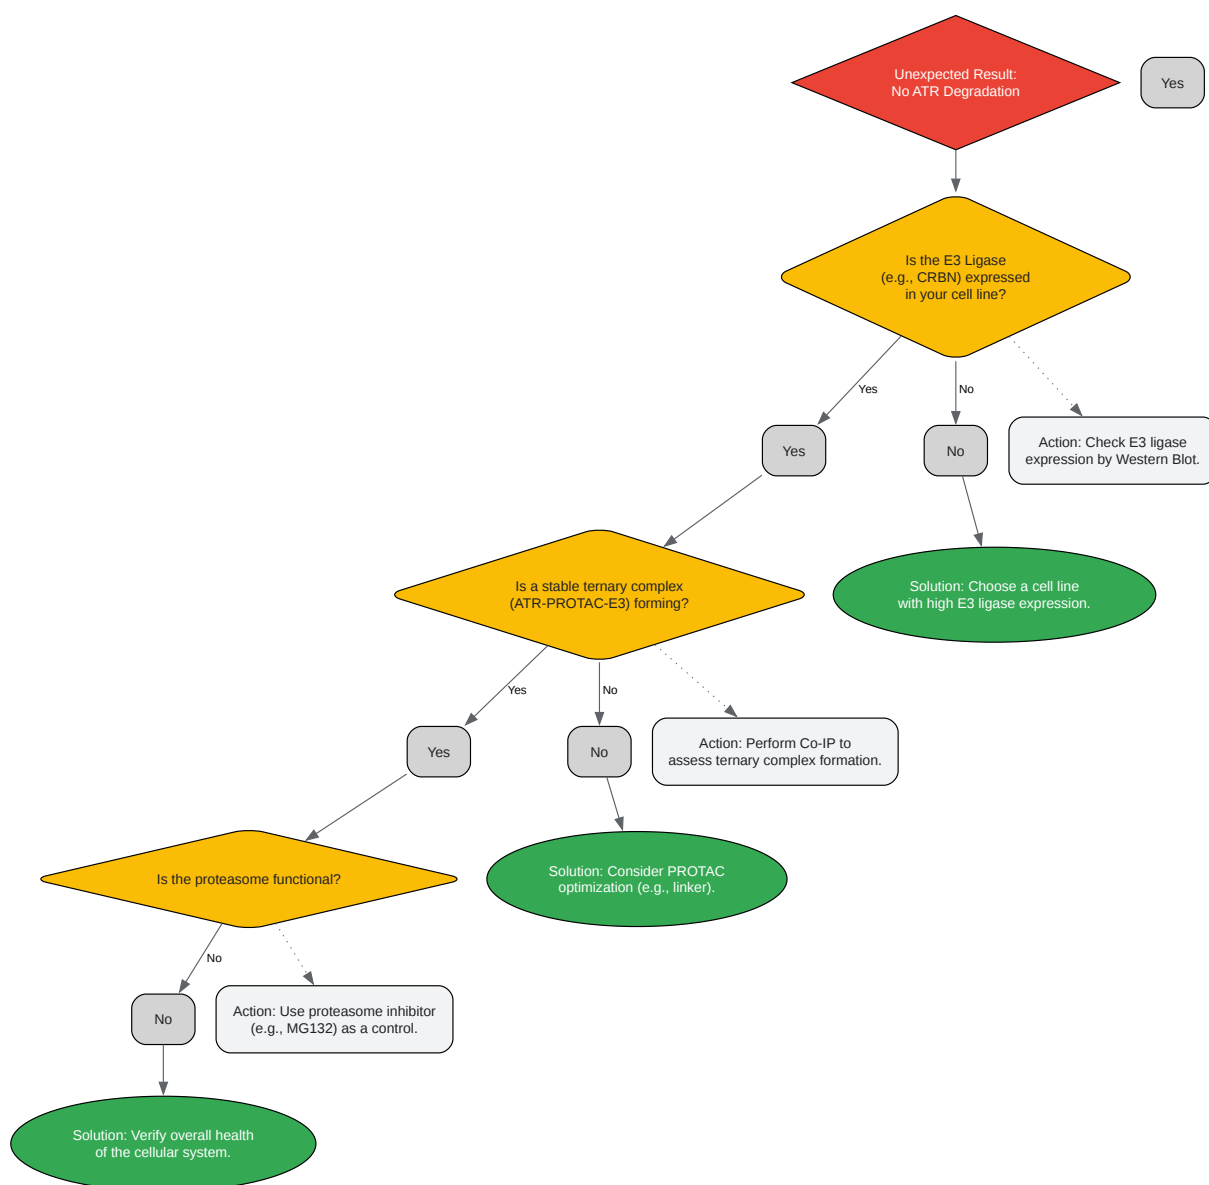 Unexpected Result:
No ATR Degradation
Yes
Is the E3 Ligase
(e.g., CRBN) expressed
in your cell line?
Yes
No
Yes
No
Action: Check E3 ligase
expression by Western Blot.
Is a stable ternary complex
(ATR-PROTAC-E3) forming?
Solution: Choose a cell line
with high E3 ligase expression.
Yes
No
Yes
No
Action: Perform Co-IP to
assess ternary complex formation.
Is the proteasome functional?
Solution: Consider PROTAC
optimization (e.g., linker).
No
No
Action: Use proteasome inhibitor
(e.g., MG132) as a control.
Solution: Verify overall health
of the cellular system.